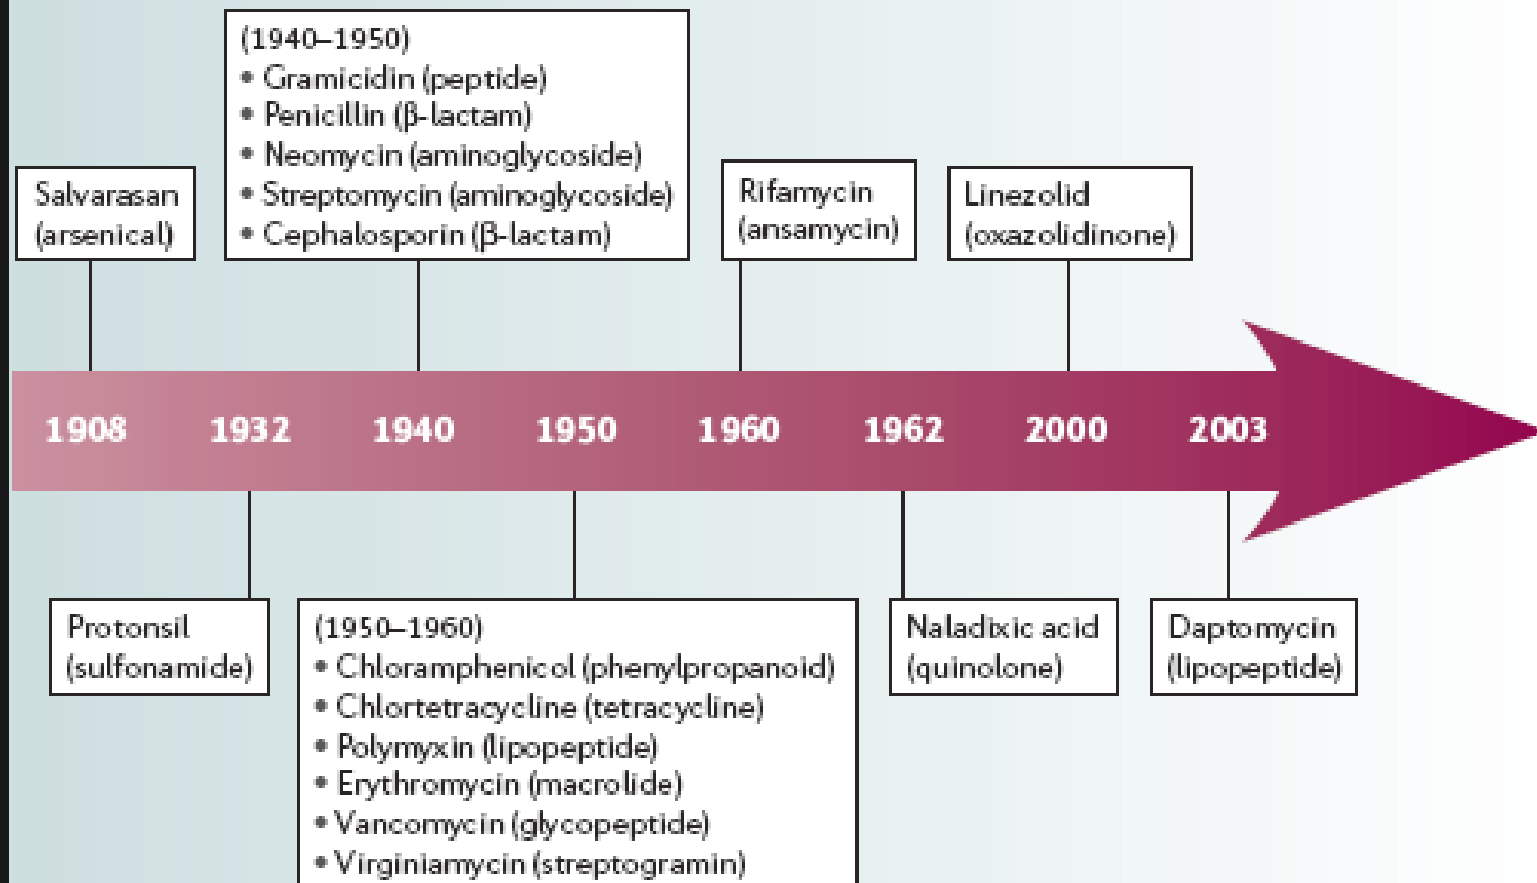 (1940–1950)
• Gramicidin (peptide)
• Penicillin (β-lactam)
• Neomycin (aminoglycoside)
• Streptomycin (aminoglycoside)
• Cephalosporin (β-lactam)
Salvarasan
(arsenical)
Rifamycin
(ansamycin)
Linezolid
(oxazolidinone)
1908 1932 1940 1950 1960 1962 2000 2003
Protonsil
(sulfonamide)
(1950–1960)
• Chloramphenicol (phenylpropanoid)
• Chlortetracycline (tetracycline)
• Polymyxin (lipopeptide)
• Erythromycin (macrolide)
• Vancomycin (glycopeptide)
• Virginiamycin (streptogramin)
Naladixic acid
(quinolone)
Daptomycin
(lipopeptide)